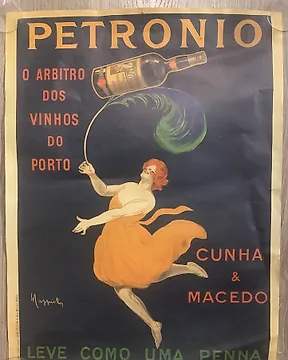 PETRONIO
O ARBITRO
DOS
VINHOS
DO
PORTO
CUNHA
&
MACEDO
LEVE COMO UMA PENNA